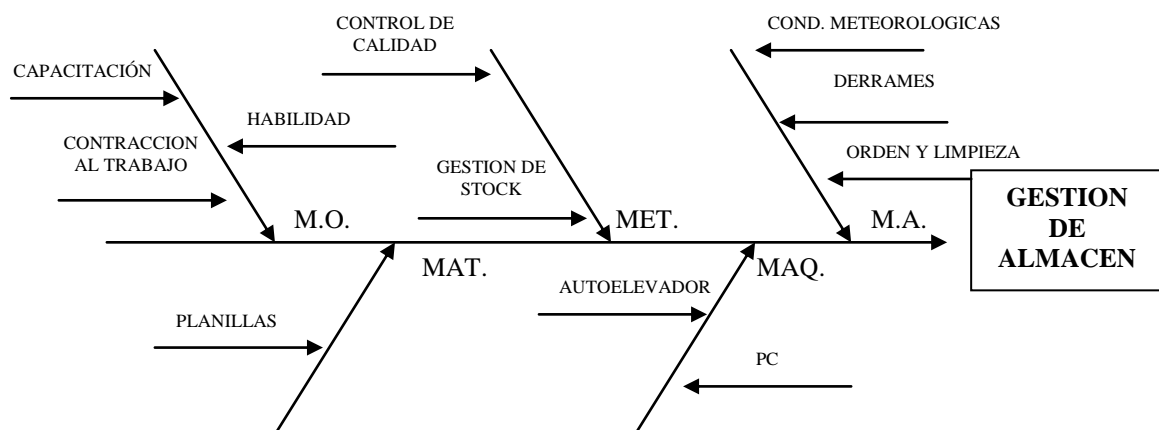 CONTROL DE
CALIDAD
COND. METEOROLOGICAS
CAPACITACIÓN
DERRAMES
HABILIDAD
CONTRACCION
AL TRABAJO
GESTION DE
STOCK
ORDEN Y LIMPIEZA
M.O.
MET.
M.A.
GESTION
DE
ALMACEN
MAT.
MAQ.
AUTOELEVADOR
PLANILLAS
PC